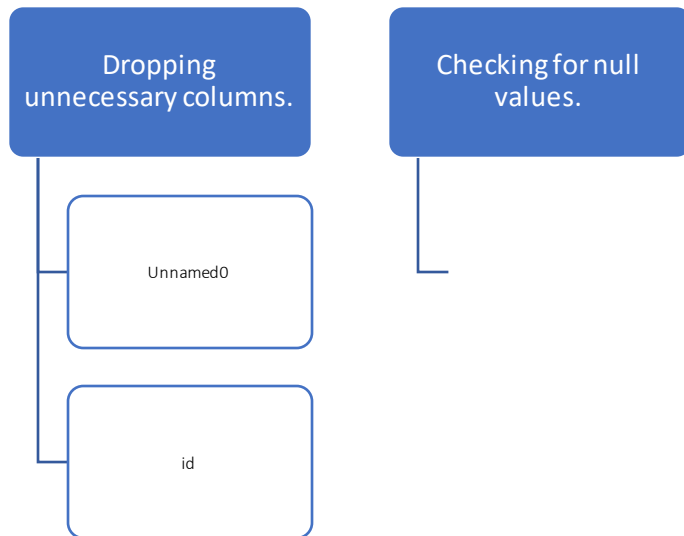 Dropping
unnecessary columns.
Checking for null
values.
Unnamed0
id